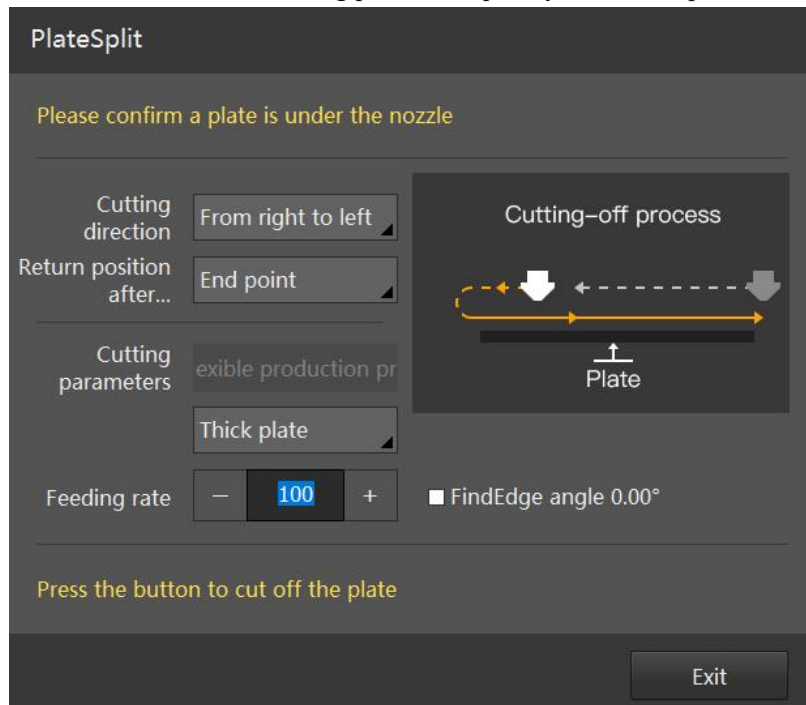 PlateSplit
Please confirm a plate is under the nozzle
Cutting direction
From right to left
Return position after...
End point
Cutting-off process
Plate
Cutting parameters
exible production pr
Thick plate
Feeding rate
— 100 +
FindEdge angle 0.00°
Press the button to cut off the plate
Exit